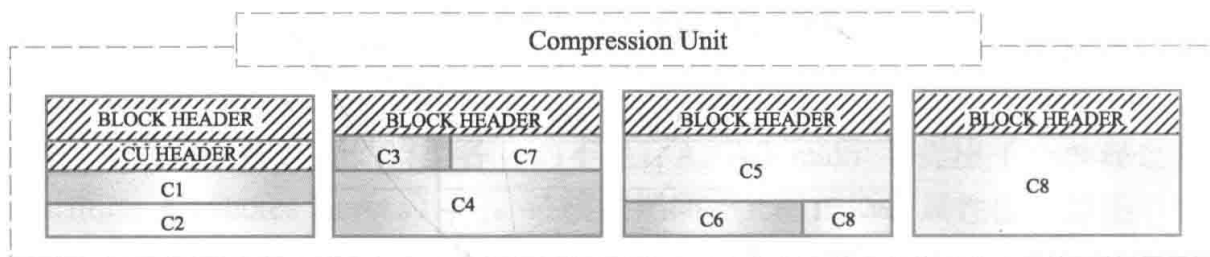 Compression Unit
BLOCK HEADER
CU HEADER
C1
C2
BLOCK HEADER
C3 C7
C4
BLOCK HEADER
C5
C6 C8
BLOCK HEADER
C8